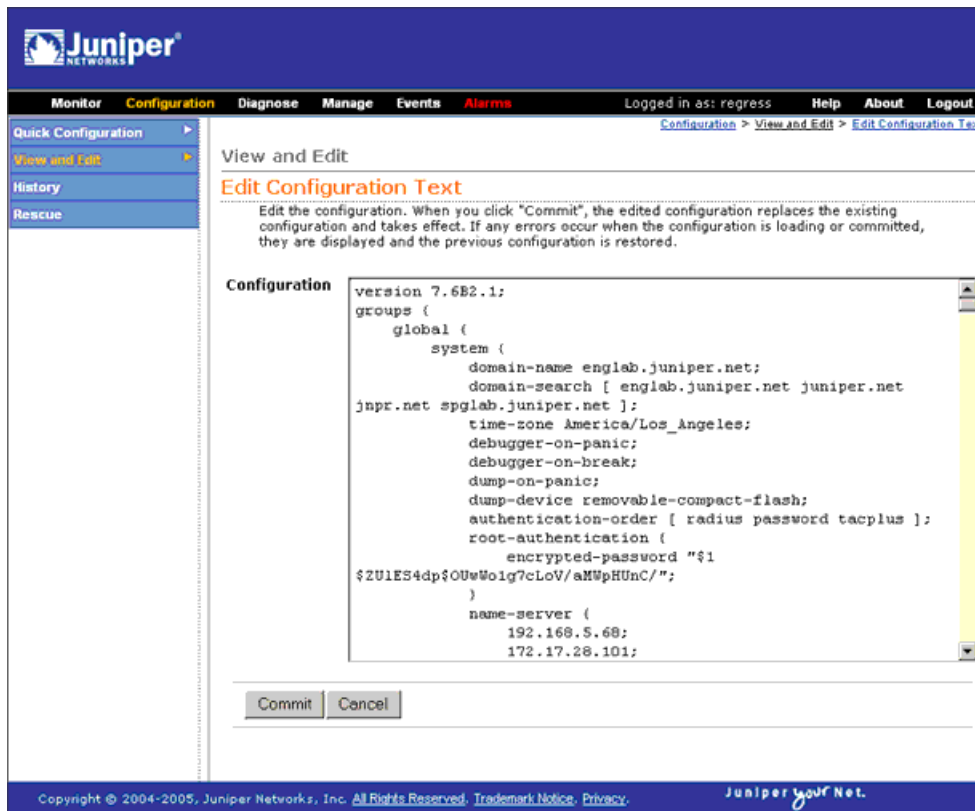 Juniper®
NETWORKS
Monitor Configuration Diagnose Manage Events Alarms Logged in as: regress Help About Logout
Configuration > View and Edit > Edit Configuration Tex
Quick Configuration
View and Edit
History
Rescue
View and Edit
Edit Configuration Text
Edit the configuration. When you click "Commit", the edited configuration replaces the existing
configuration and takes effect. If any errors occur when the configuration is loading or committed,
they are displayed and the previous configuration is restored.
Configuration
version 7.6B2.1;
groups {
global {
system {
domain-name englab.juniper.net;
domain-search [ englab.juniper.net juniper.net
jnpr.net spglab.juniper.net ];
time-zone America/Los_Angeles;
debugger-on-panic;
debugger-on-break;
dump-on-panic;
dump-device removable-compact-flash;
authentication-order [ radius password tacplus ];
root-authentication {
encrypted-password "$1
$ZUlES4dp$OUwWo1g7cLoV/aMWpHUnC/";
}
name-server {
192.168.5.68;
172.17.28.101;
Commit Cancel
Copyright © 2004-2005, Juniper Networks, Inc. All Rights Reserved. Trademark Notice. Privacy.
Juniper your Net.